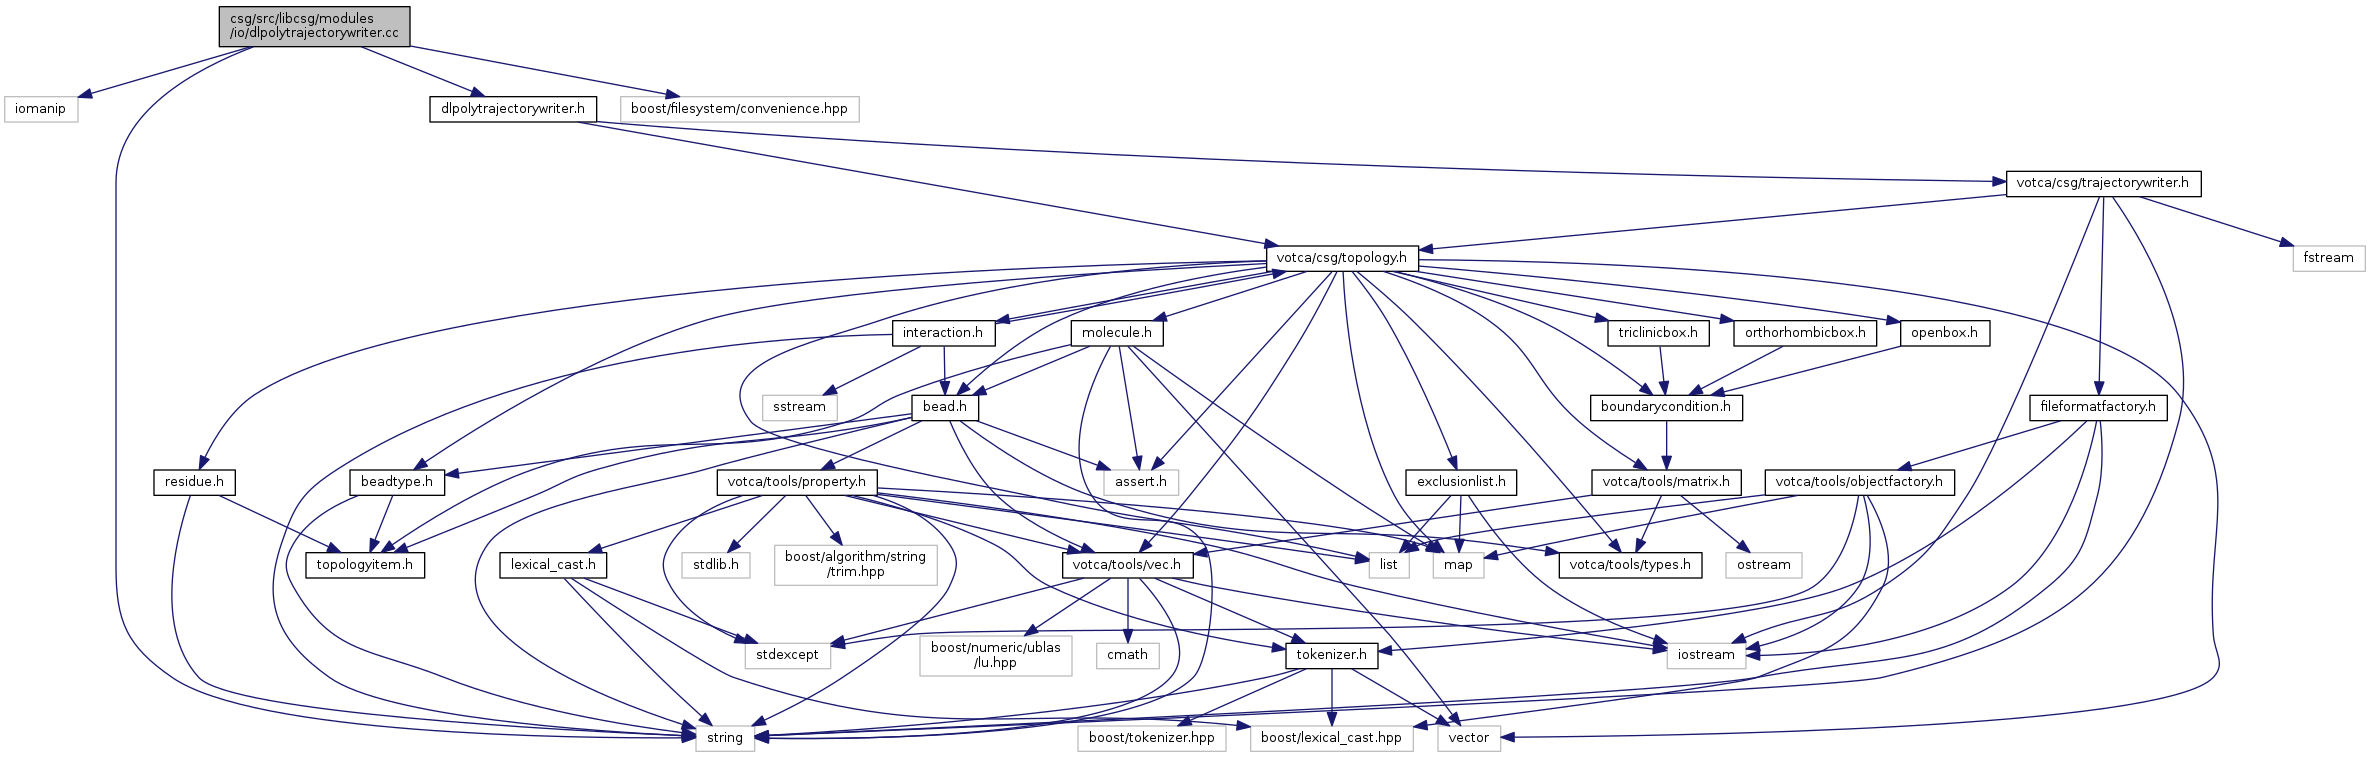 csg/src/libcsg/modules
/io/dlpolytrajectorywriter.cc
iomanip
dlpolytrajectorywriter.h
boost/filesystem/convenience.hpp
votca/csg/trajectorywriter.h
votca/csg/topology.h
fstream
interaction.h
molecule.h
triclinicbox.h
orthorhombicbox.h
openbox.h
sstream
bead.h
boundarycondition.h
fileformatfactory.h
residue.h
beadtype.h
votca/tools/property.h
assert.h
exclusionlist.h
votca/tools/matrix.h
votca/tools/objectfactory.h
topologyitem.h
lexical_cast.h
stdlib.h
boost/algorithm/string
/trim.hpp
votca/tools/vec.h
list
map
votca/tools/types.h
ostream
stdexcept
boost/numeric/ublas
/lu.hpp
cmath
tokenizer.h
iostream
string
boost/tokenizer.hpp
boost/lexical_cast.hpp
vector